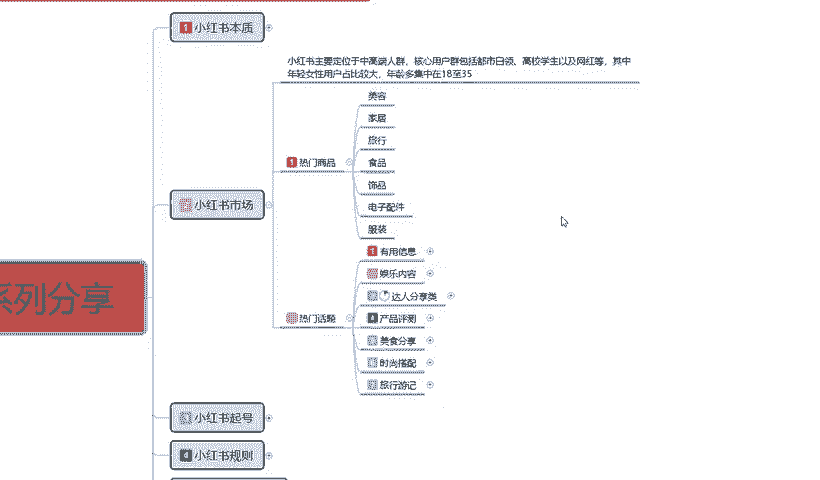 小红书本质
小红书主要定位于中高端人群，核心用户群包括都市白领、高校学生以及网红等，其中
年轻女性用户占比较大，年龄多集中在18至35
美容
家居
旅行
1 热门商品
食品
饰品
小红书市场
电子配件
服装
1 有用信息
娱乐内容
系列分享
达人分享类
热门话题
4 产品评测
美食分享
时尚搭配
旅行游记
小红书起号
4 小红书规则